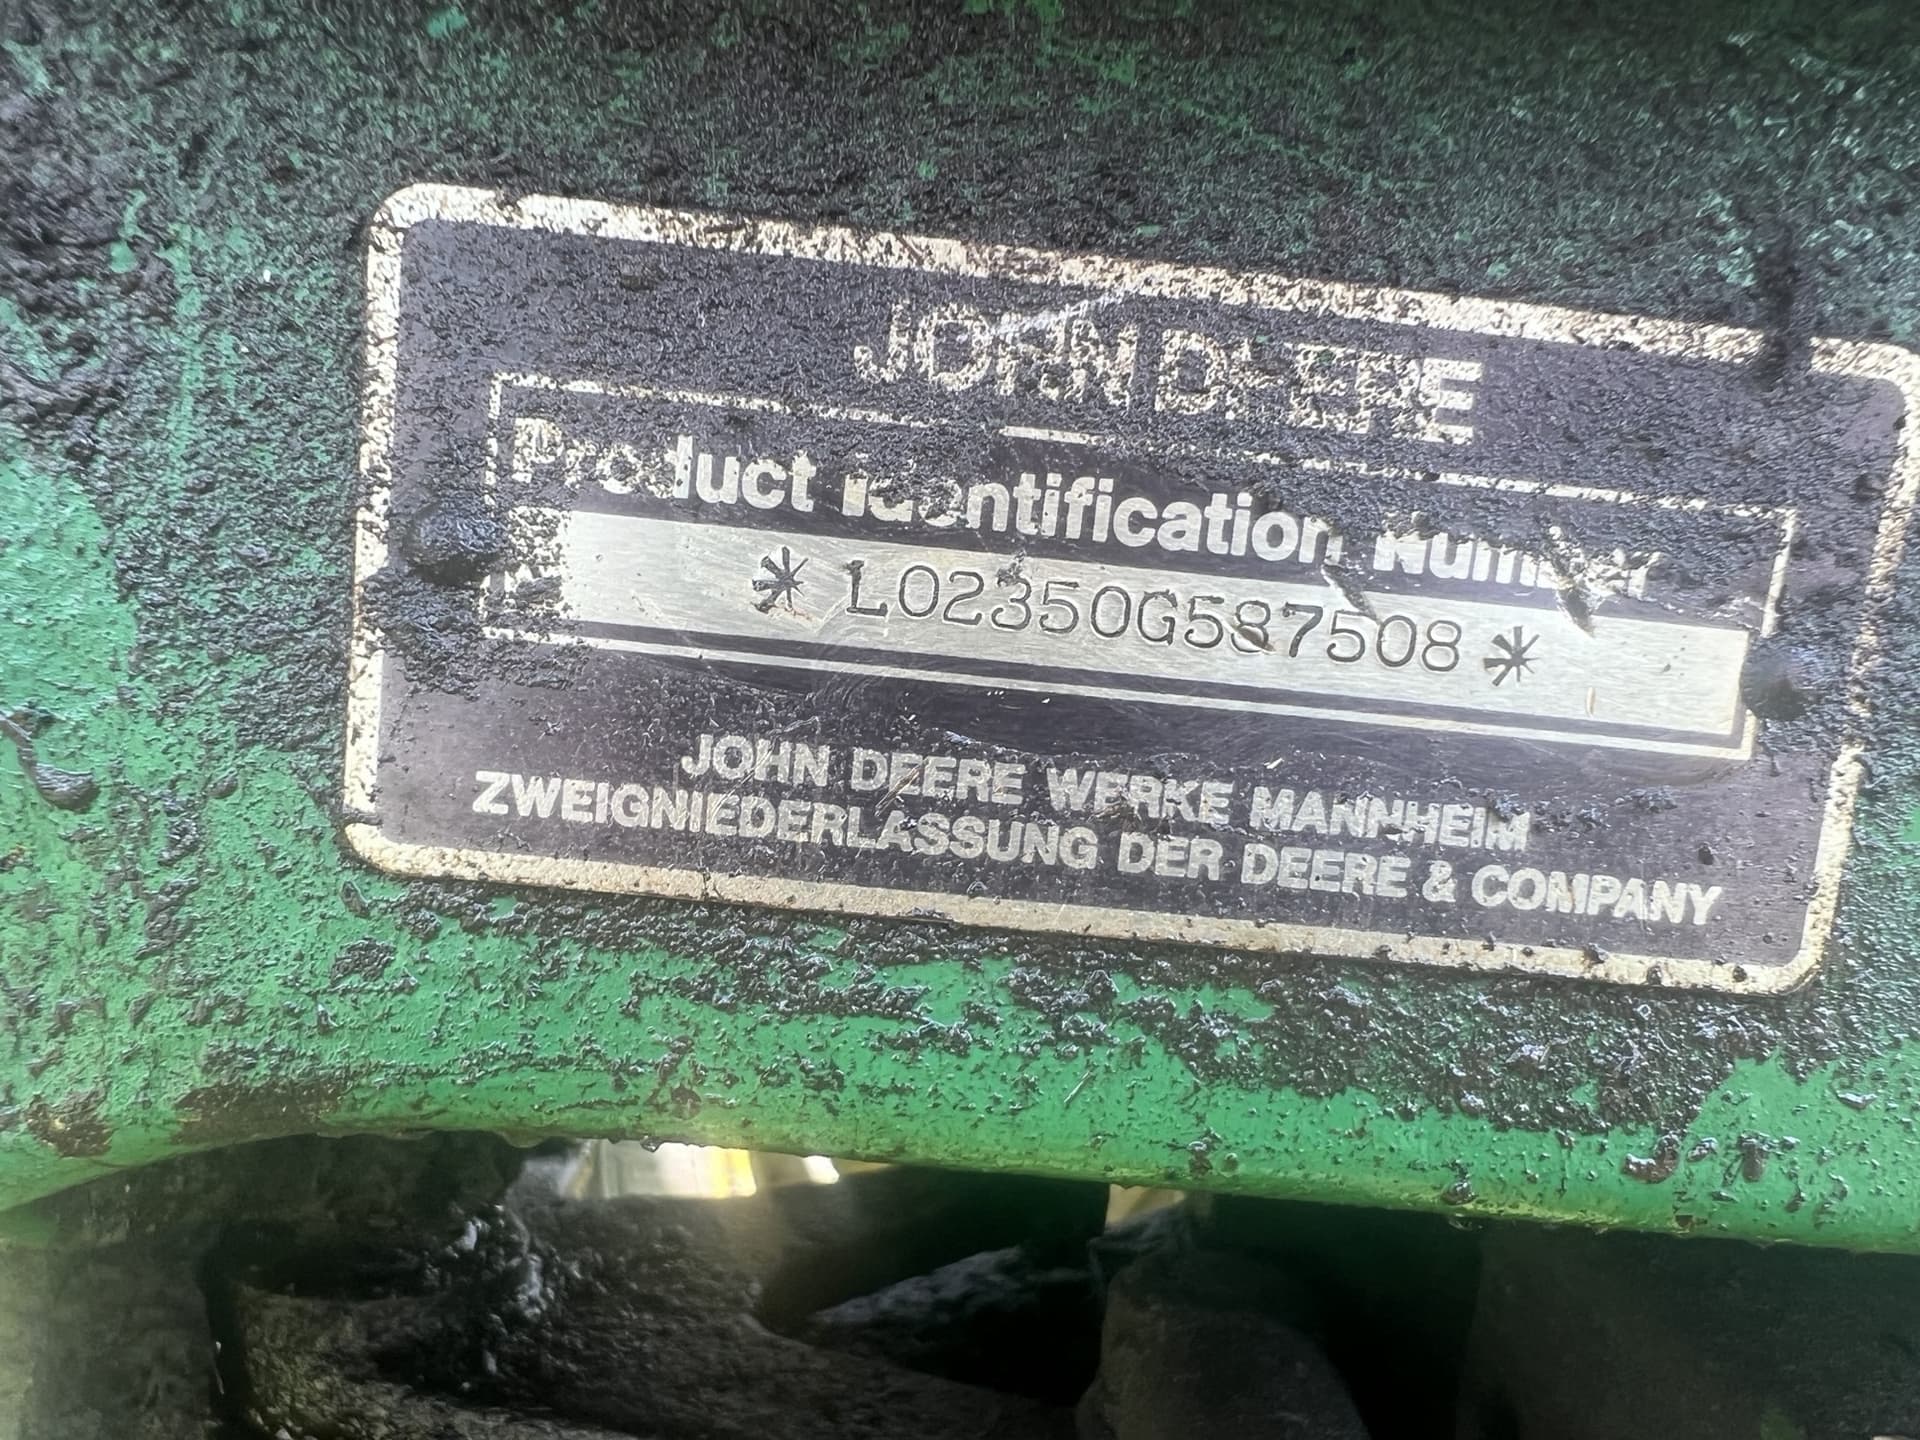 JOHN DEERE
Product Identification Number
* L02350G587508 *
JOHN DEERE WERKE MANNHEIM
ZWEIGNIEDERLASSUNG DER DEERE & COMPANY